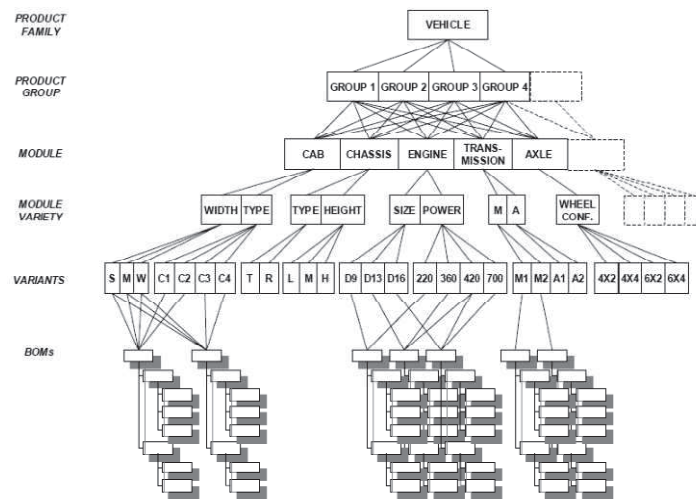 PRODUCT
FAMILY
VEHICLE
PRODUCT
GROUP
GROUP 1 GROUP 2 GROUP 3 GROUP 4
MODULE
CAB CHASSIS ENGINE TRANS-
MISSION AXLE
MODULE
VARIETY
WIDTH TYPE TYPE HEIGHT SIZE POWER M A WHEEL
CONF.
VARIANTS
S M W C1 C2 C3 C4 T R L M H D9 D13 D16 220 360 420 700 M1 M2 A1 A2 4X2 4X4 6X2 6X4
BOMs